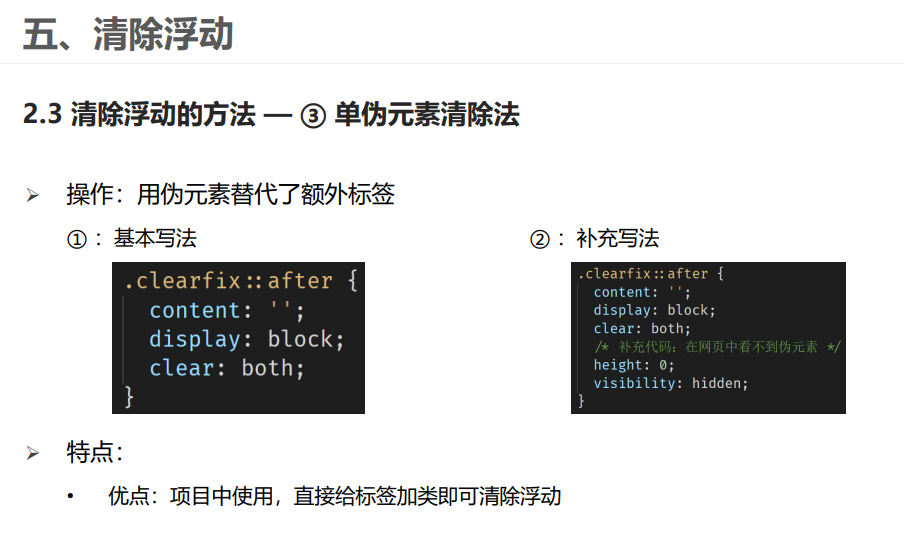 五、清除浮动
2.3 清除浮动的方法 — ③ 单伪元素清除法
➢ 操作：用伪元素替代了额外标签
①： 基本写法
.clearfix::after {
content: '';
display: block;
clear: both;
}
②： 补充写法
.clearfix::after {
content: '';
display: block;
clear: both;
/* 补充代码：在网页中看不到伪元素 */
height: 0;
visibility: hidden;
}
➢ 特点：
• 优点：项目中使用，直接给标签加类即可清除浮动